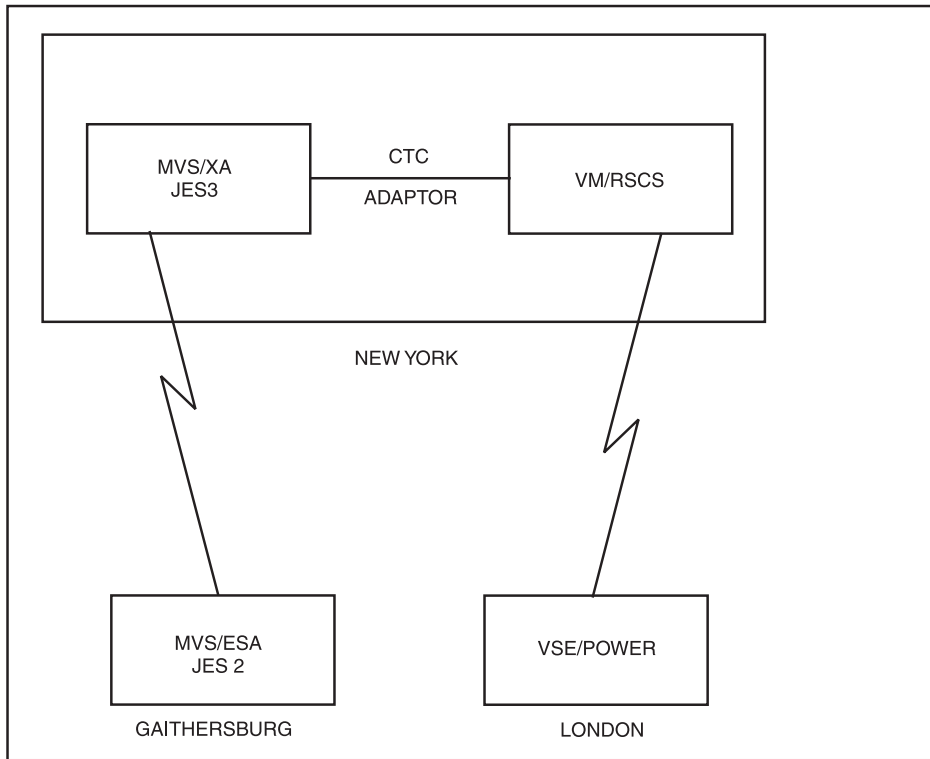 MVS/XA
JES3
CTC
ADAPTOR
VM/RSCS
NEW YORK
MVS/ESA
JES 2
VSE/POWER
GAITHERSBURG
LONDON